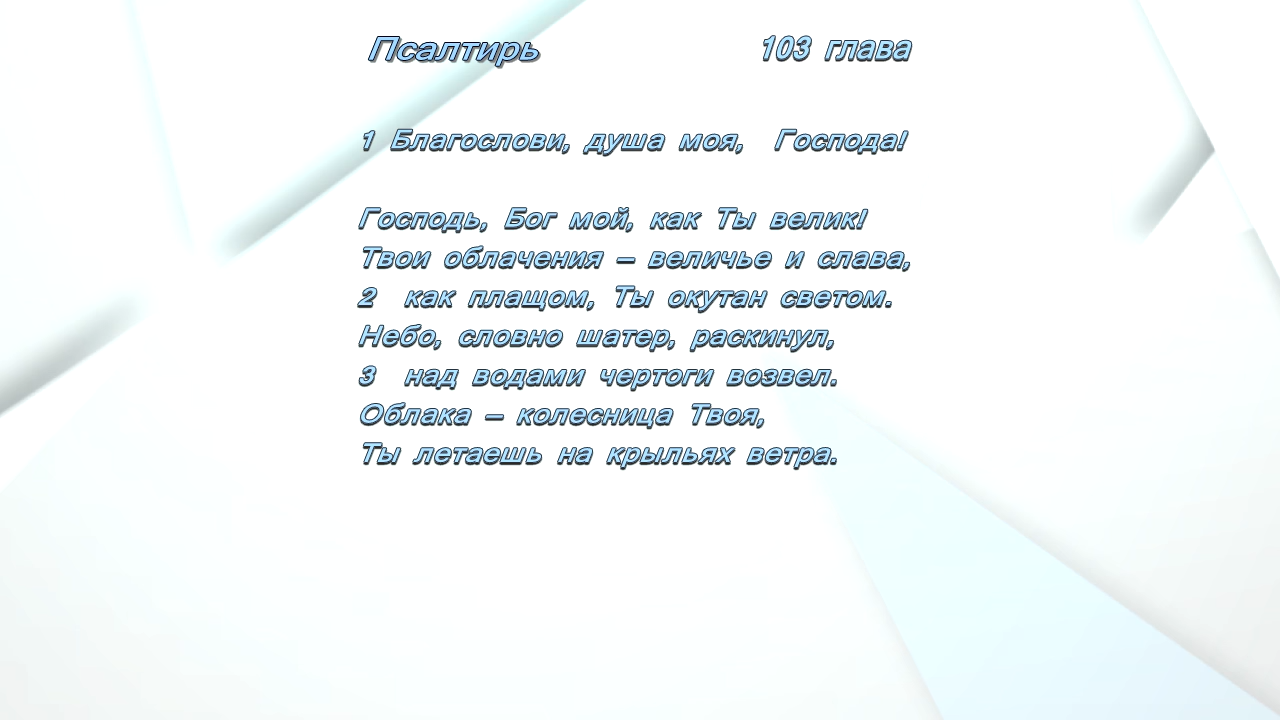 Псалтирь 103 глава
1 Благослови, душа моя, Господа!
Господь, Бог мой, как Ты велик!
Твои облачения – величье и слава,
2 как плащом, Ты окутан светом.
Небо, словно шатер, раскинул,
3 над водами чертоги возвел.
Облака – колесница Твоя,
Ты летаешь на крыльях ветра.